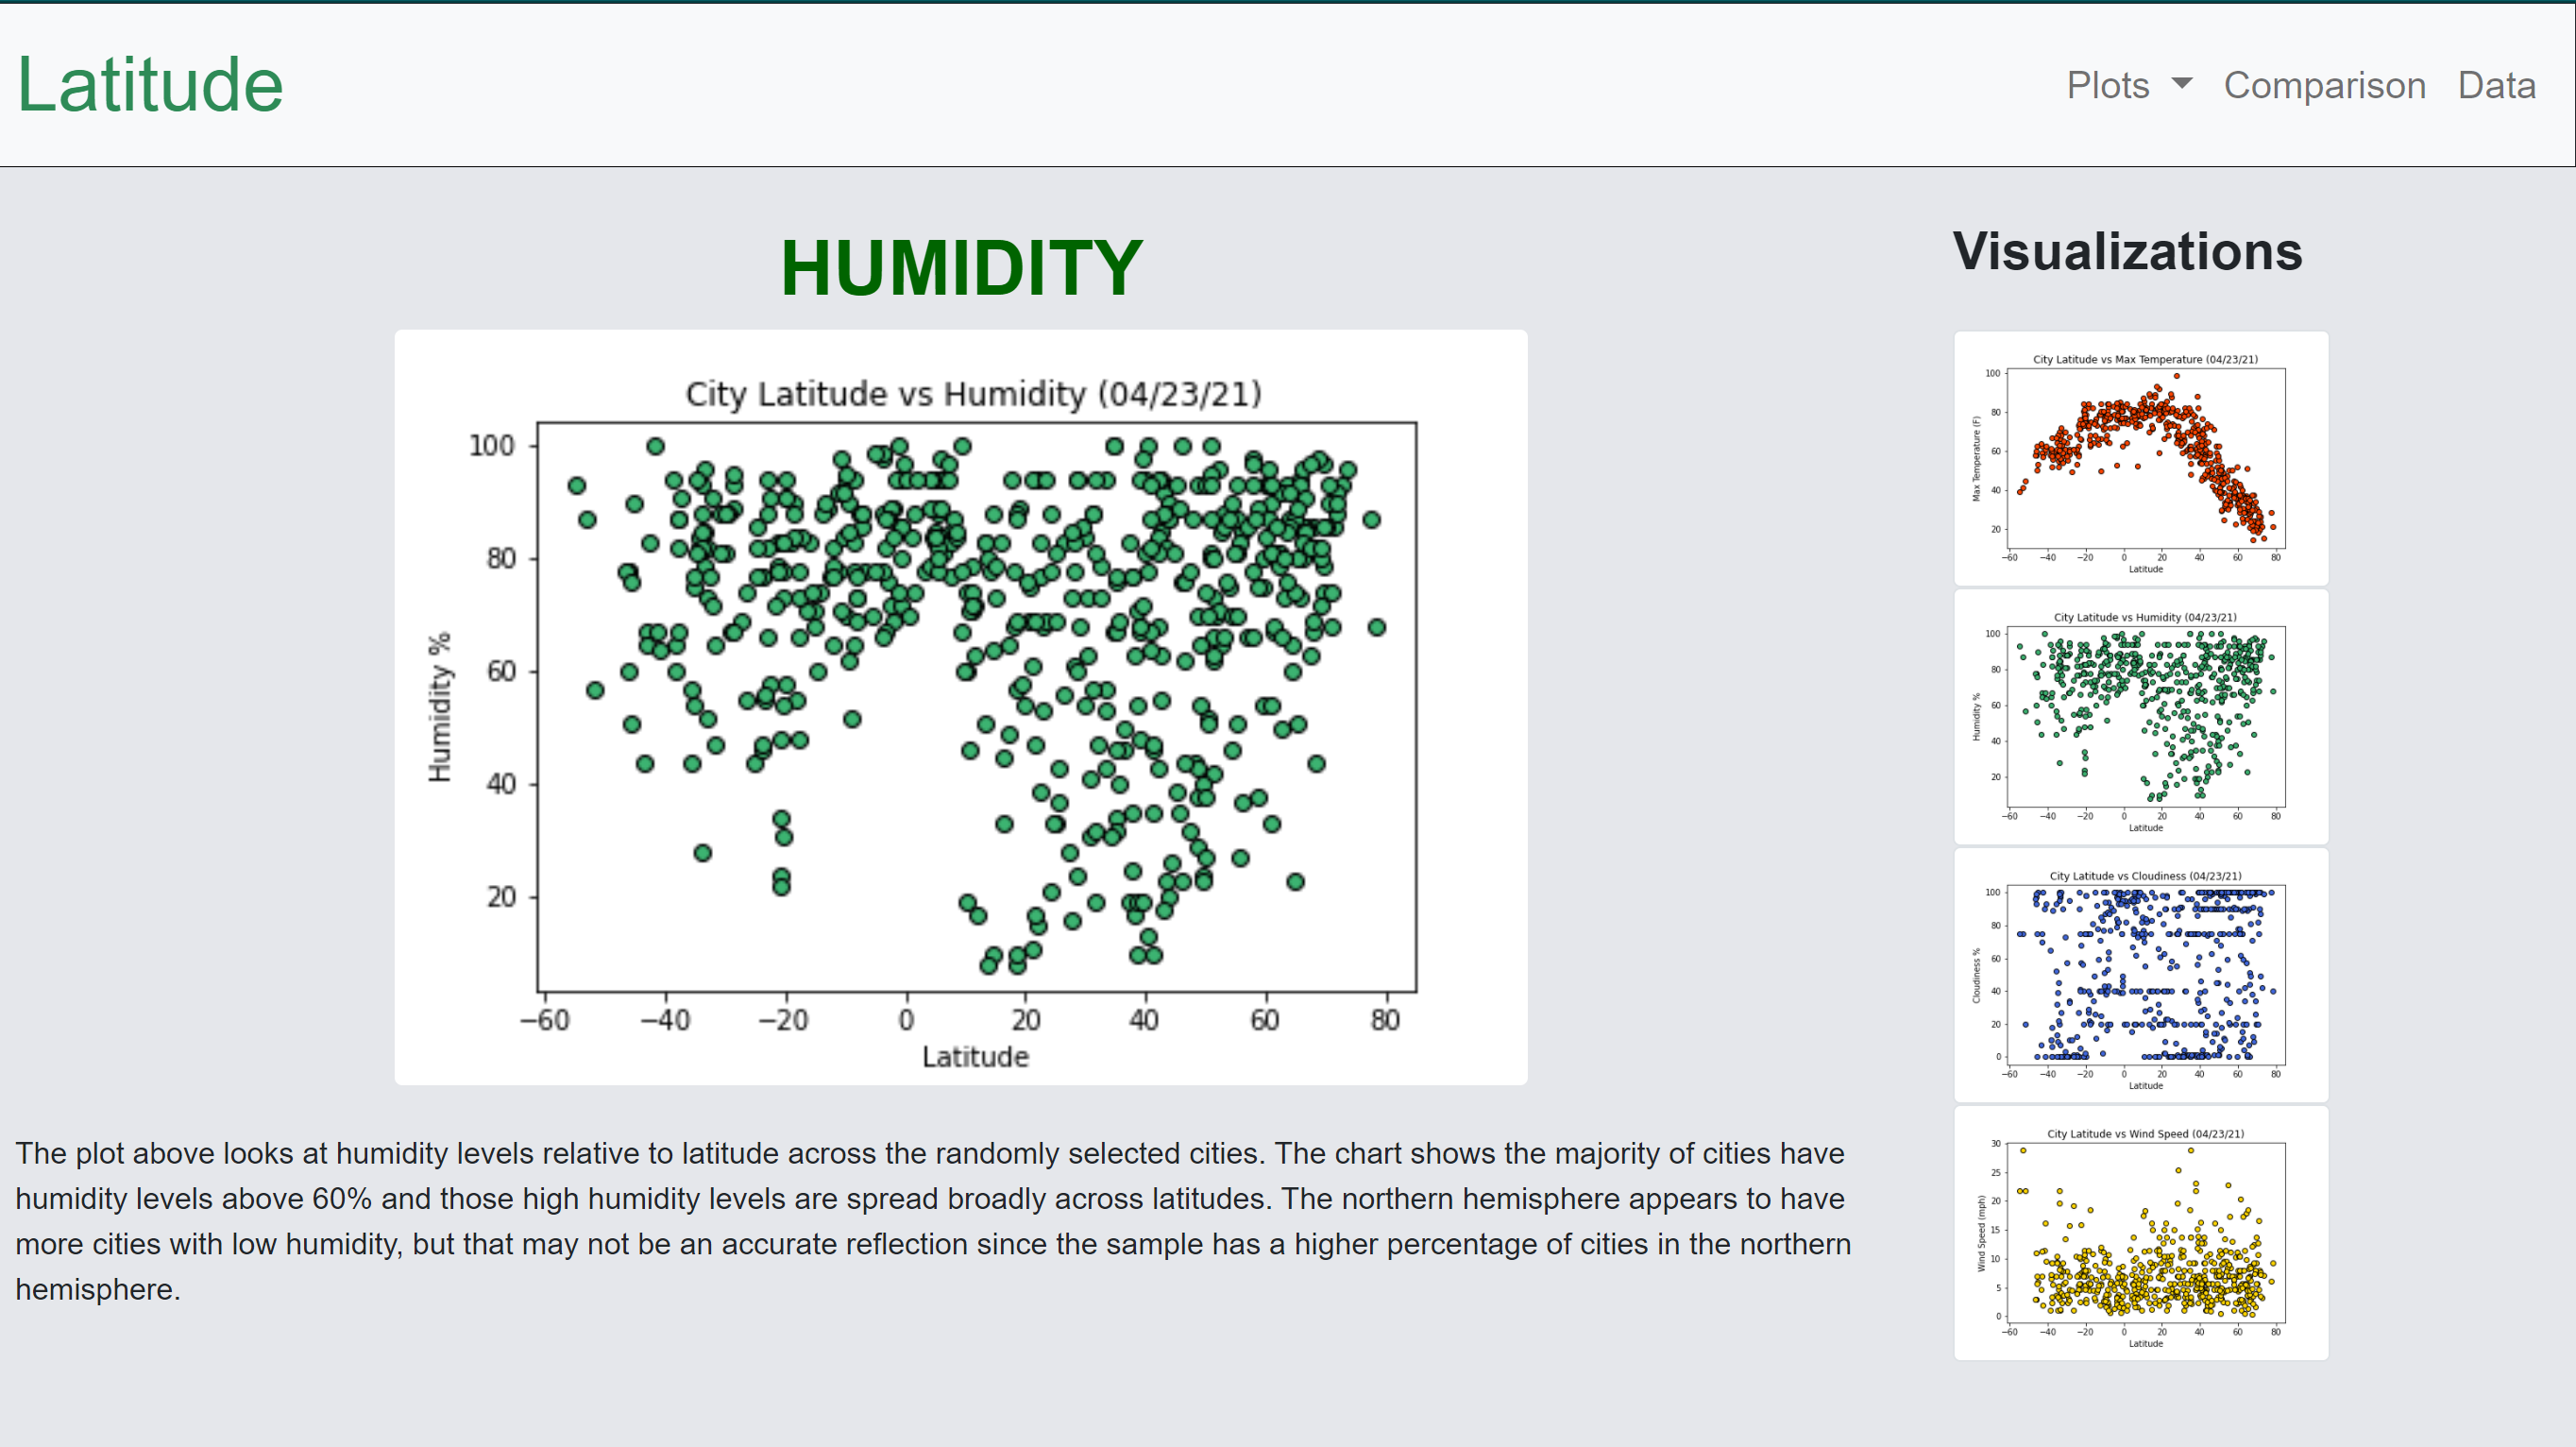 Latitude
Plots Comparison Data
HUMIDITY
City Latitude vs Humidity (04/23/21)
Humidity %
100
80
60
40
20
−60 −40 −20 0 20 40 60 80
Latitude
The plot above looks at humidity levels relative to latitude across the randomly selected cities. The chart shows the majority of cities have
humidity levels above 60% and those high humidity levels are spread broadly across latitudes. The northern hemisphere appears to have
more cities with low humidity, but that may not be an accurate reflection since the sample has a higher percentage of cities in the northern
hemisphere.
Visualizations
City Latitude vs Max Temperature (04/23/21)
Max Temperature (F)
100
80
60
40
20
−60 −40 −20 0 20 40 60 80
Latitude
City Latitude vs Humidity (04/23/21)
Humidity %
100
80
60
40
20
−60 −40 −20 0 20 40 60 80
Latitude
City Latitude vs Cloudiness (04/23/21)
Cloudiness %
100
80
60
40
20
0
−60 −40 −20 0 20 40 60 80
Latitude
City Latitude vs Wind Speed (04/23/21)
Wind Speed (mph)
30
25
20
15
10
5
0
−60 −40 −20 0 20 40 60 80
Latitude